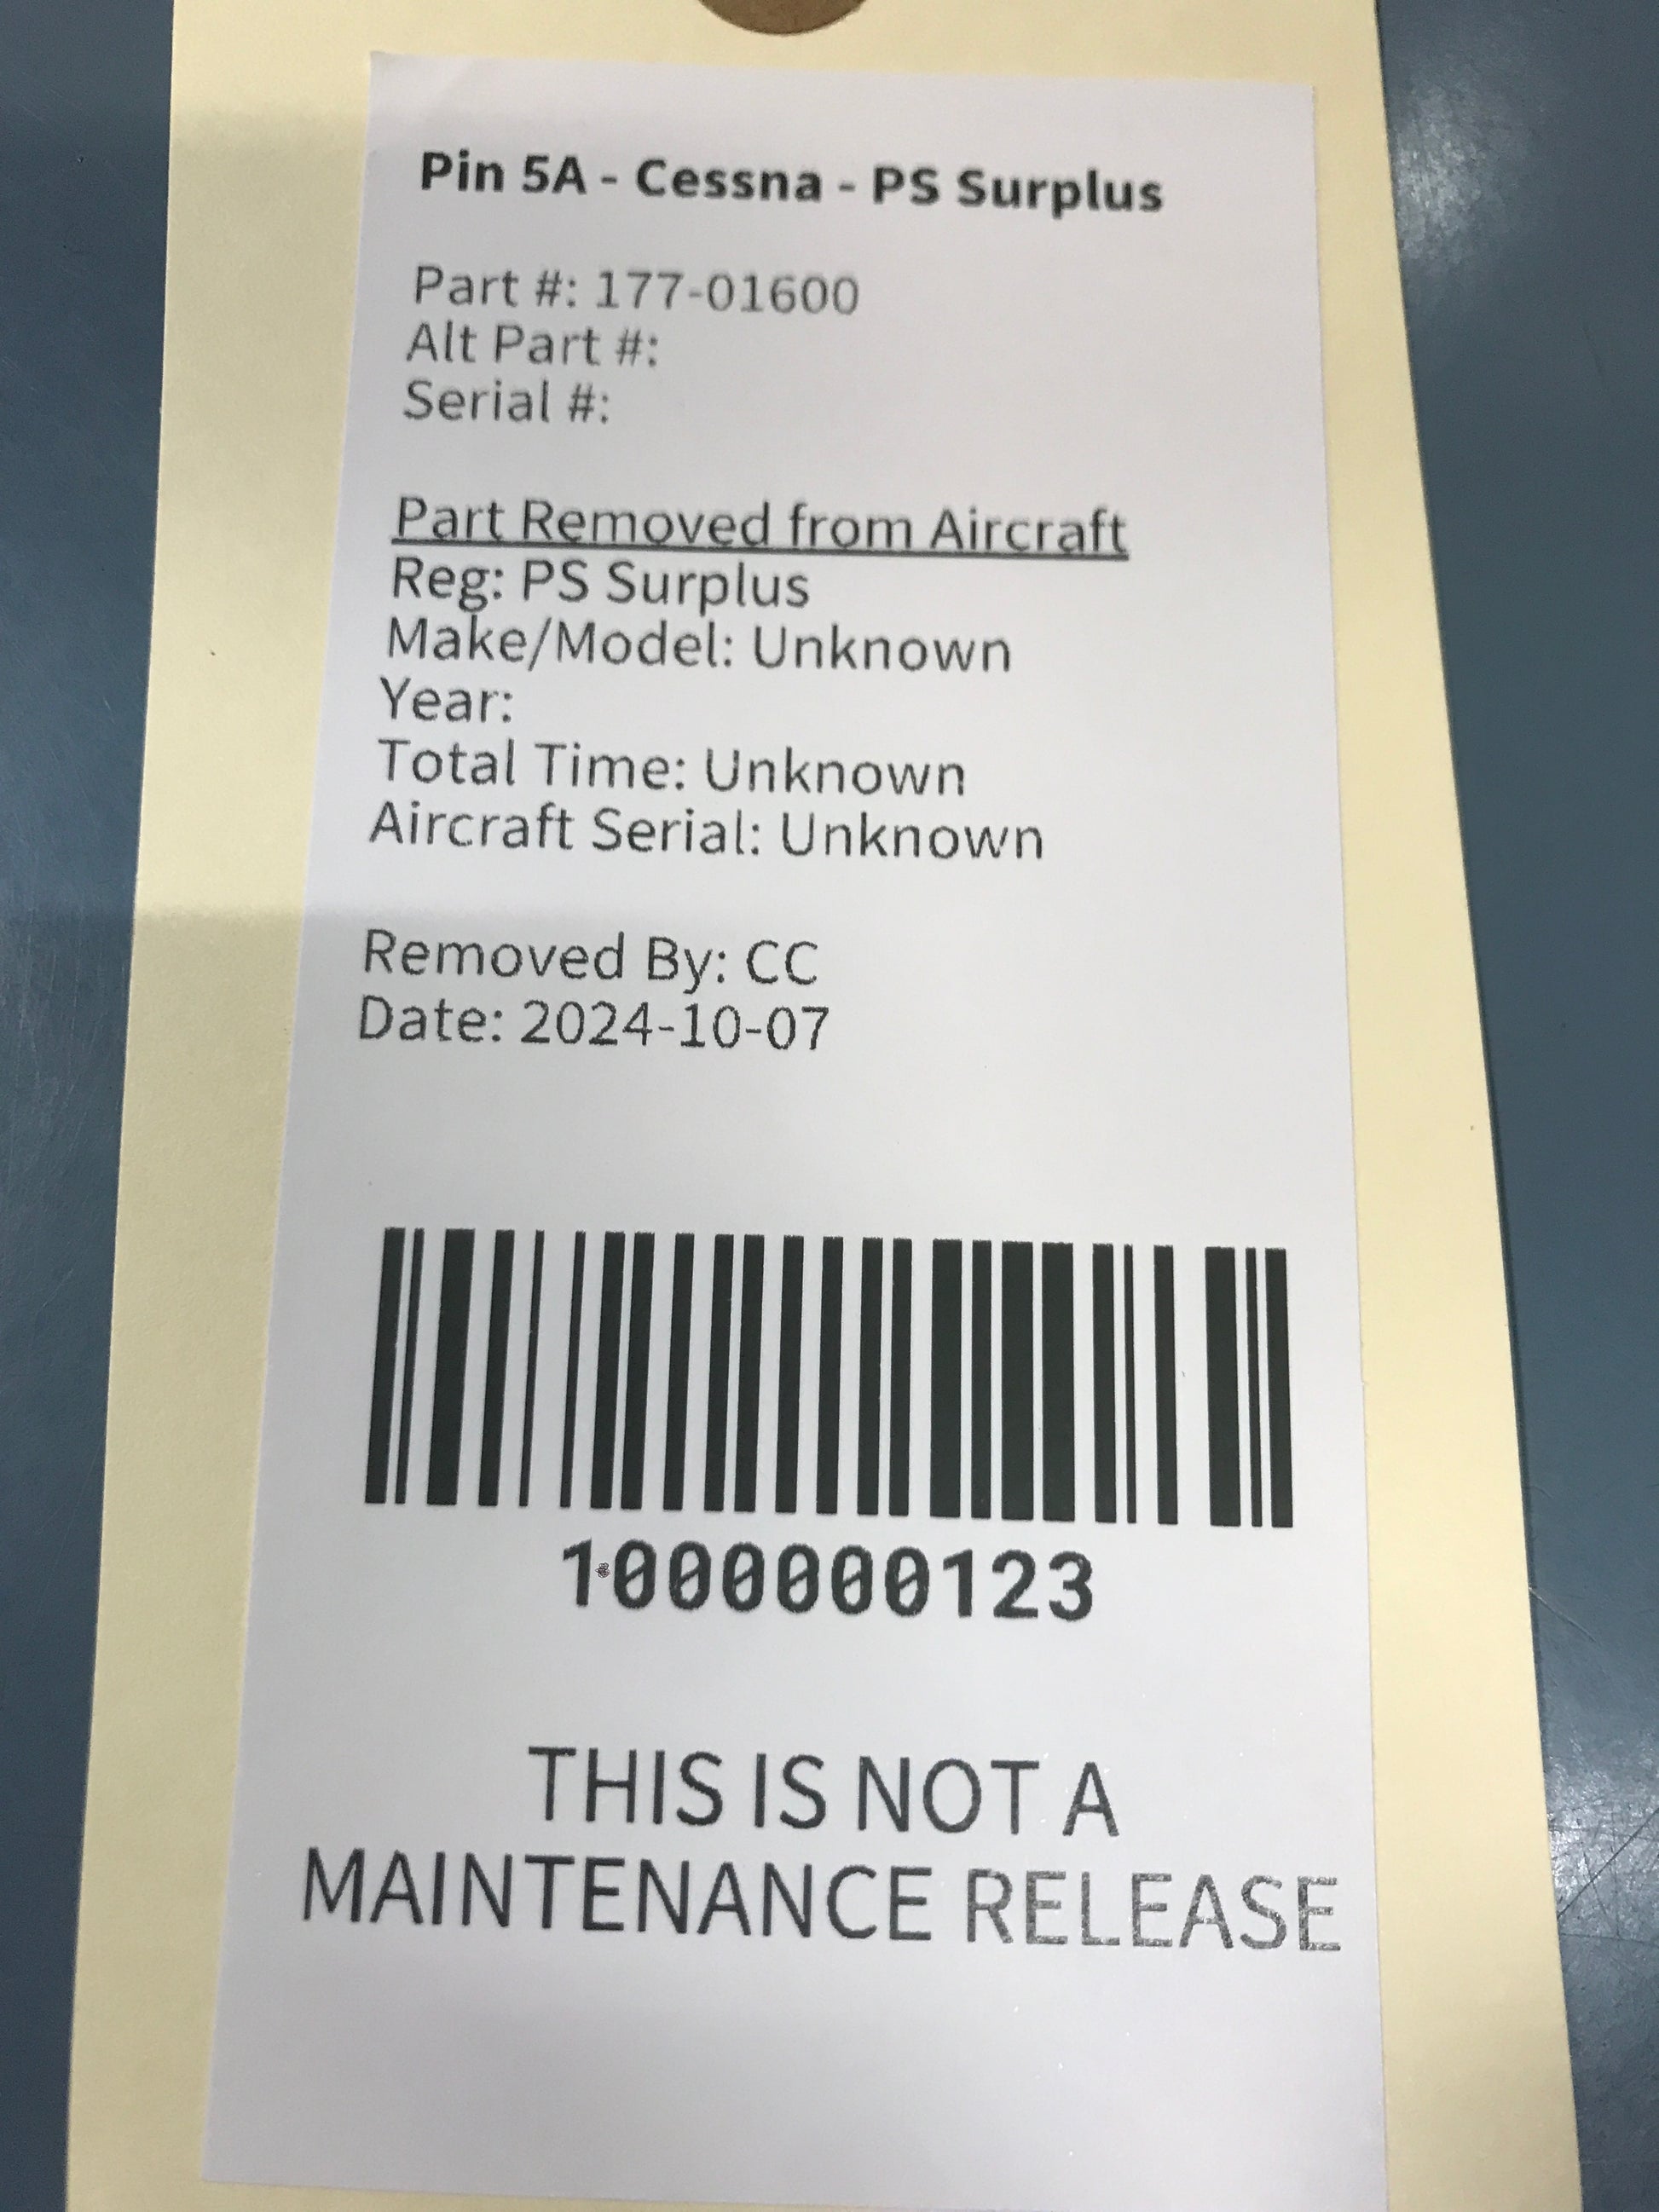 Pin 5A - Cessna - PS Surplus
Part #: 177-01600
Alt Part #:
Serial #:
Part Removed from Aircraft
Reg: PS Surplus
Make/Model: Unknown
Year:
Total Time: Unknown
Aircraft Serial: Unknown
Removed By: CC
Date: 2024-10-07
1000000123
THIS IS NOT A
MAINTENANCE RELEASE